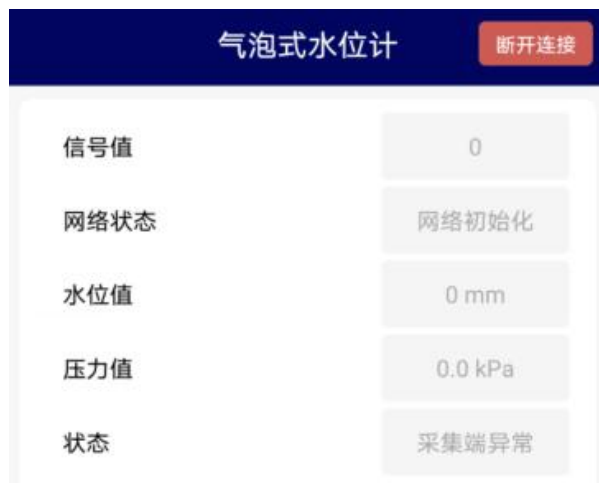 气泡式水位计 断开连接
信号值 0
网络状态 网络初始化
水位值 0 mm
压力值 0.0 kPa
状态 采集端异常